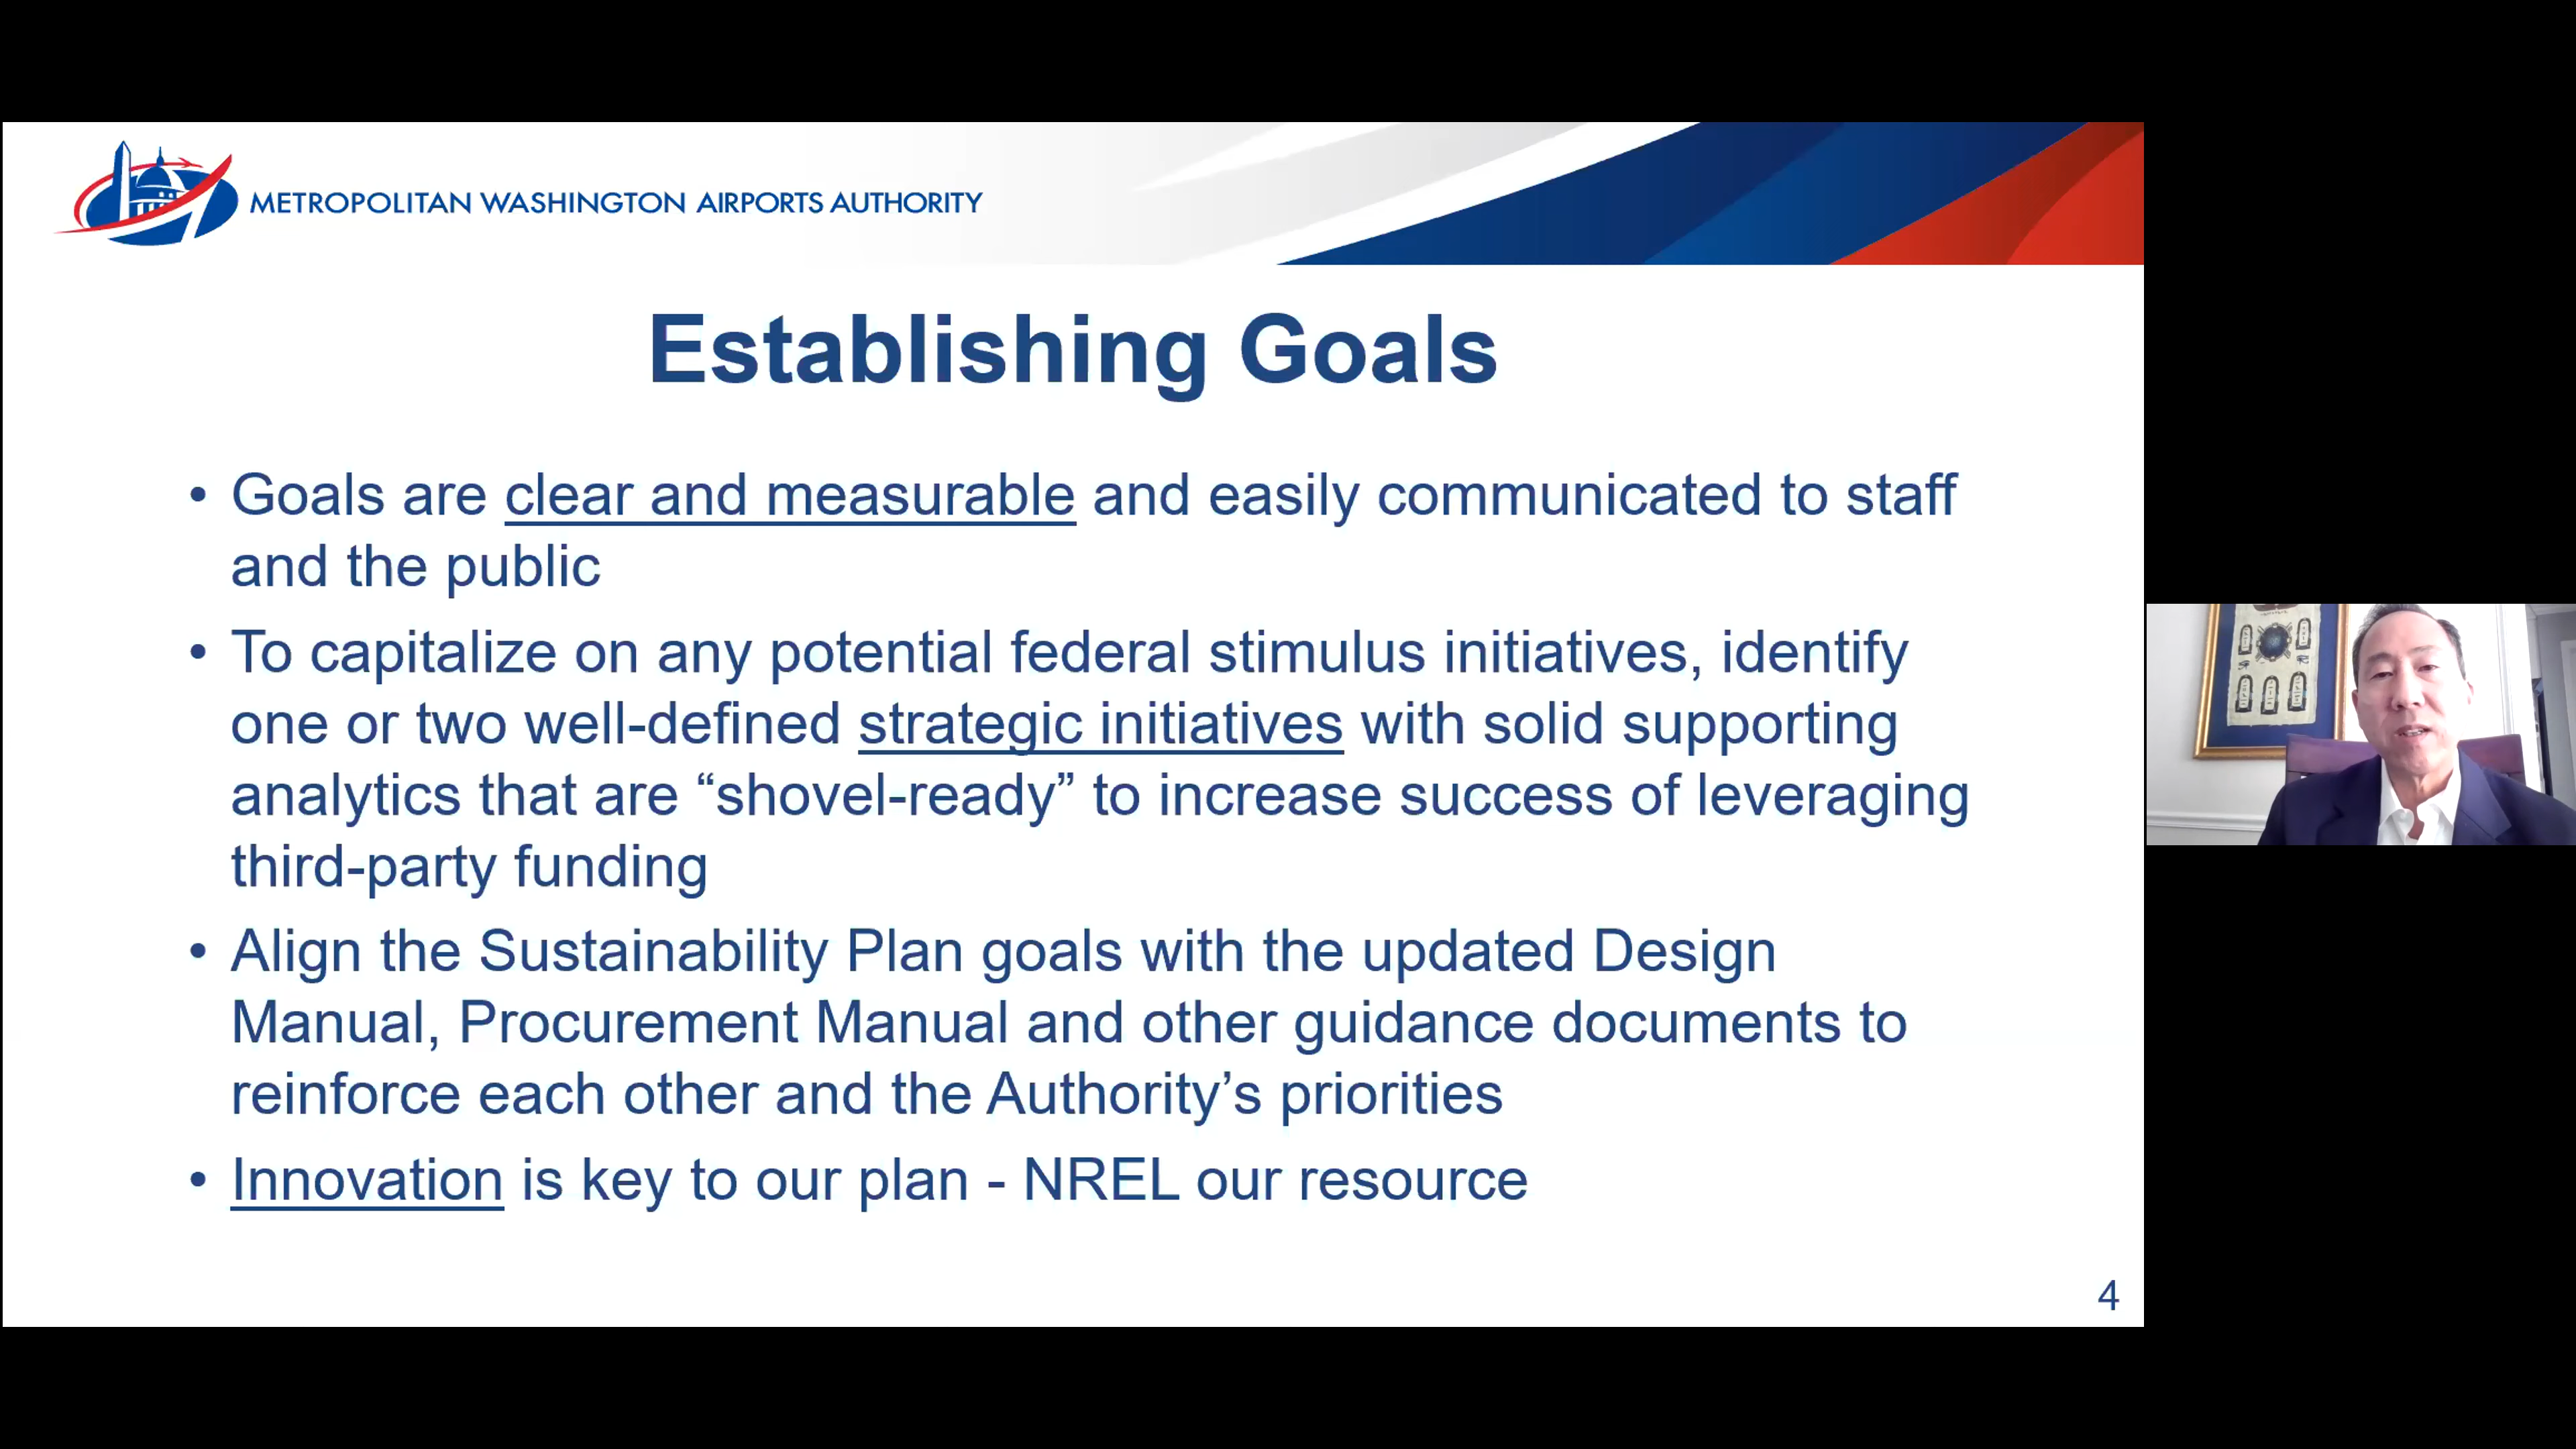 METROPOLITAN WASHINGTON AIRPORTS AUTHORITY
Establishing Goals
• Goals are clear and measurable and easily communicated to staff
and the public
• To capitalize on any potential federal stimulus initiatives, identify
one or two well-defined strategic initiatives with solid supporting
analytics that are “shovel-ready” to increase success of leveraging
third-party funding
• Align the Sustainability Plan goals with the updated Design
Manual, Procurement Manual and other guidance documents to
reinforce each other and the Authority’s priorities
• Innovation is key to our plan - NREL our resource
4